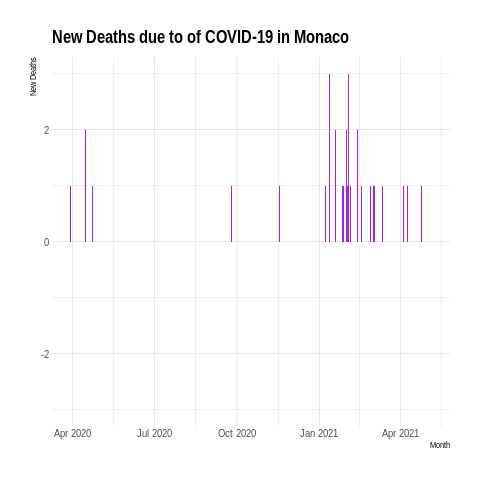 New Deaths due to of COVID-19 in Monaco
New Deaths
2
0
-2
Apr 2020 Jul 2020 Oct 2020 Jan 2021 Apr 2021
Month